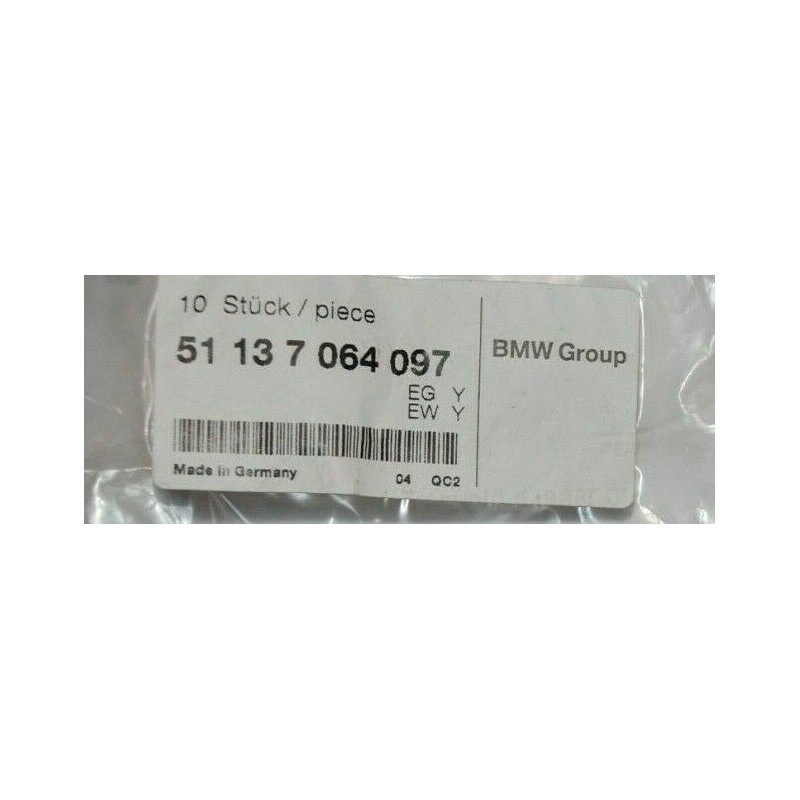 10 Stück / piece
51 13 7 064 097
EG Y
EW Y
Made in Germany
04 QC2
BMW Group